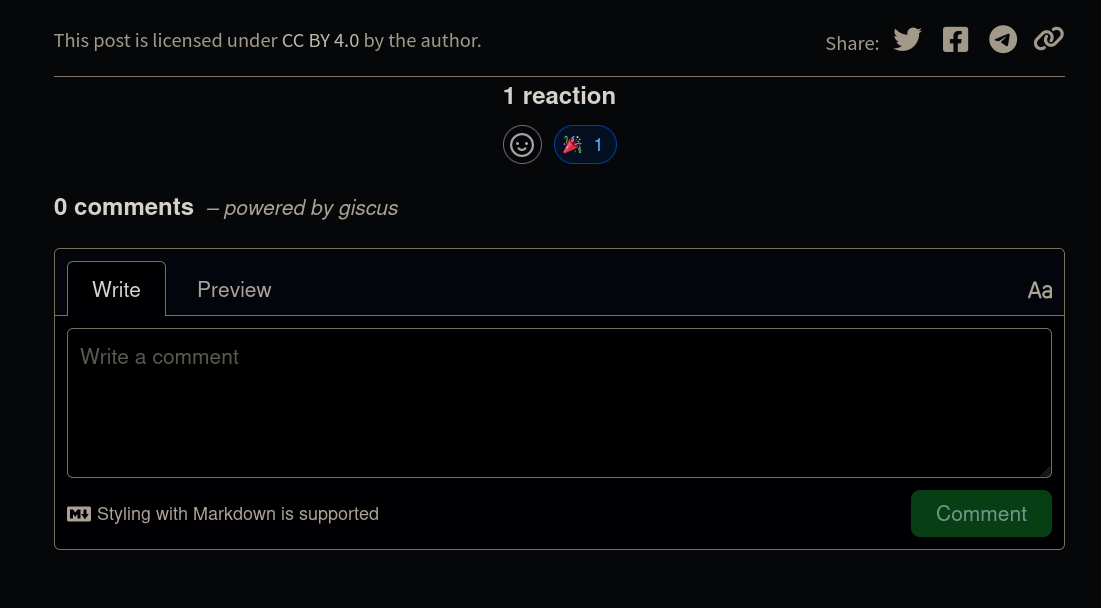 This post is licensed under CC BY 4.0 by the author.
Share:
1 reaction
🎉 1
0 comments – powered by giscus
Write Preview Aa
Write a comment
M↓ Styling with Markdown is supported
Comment